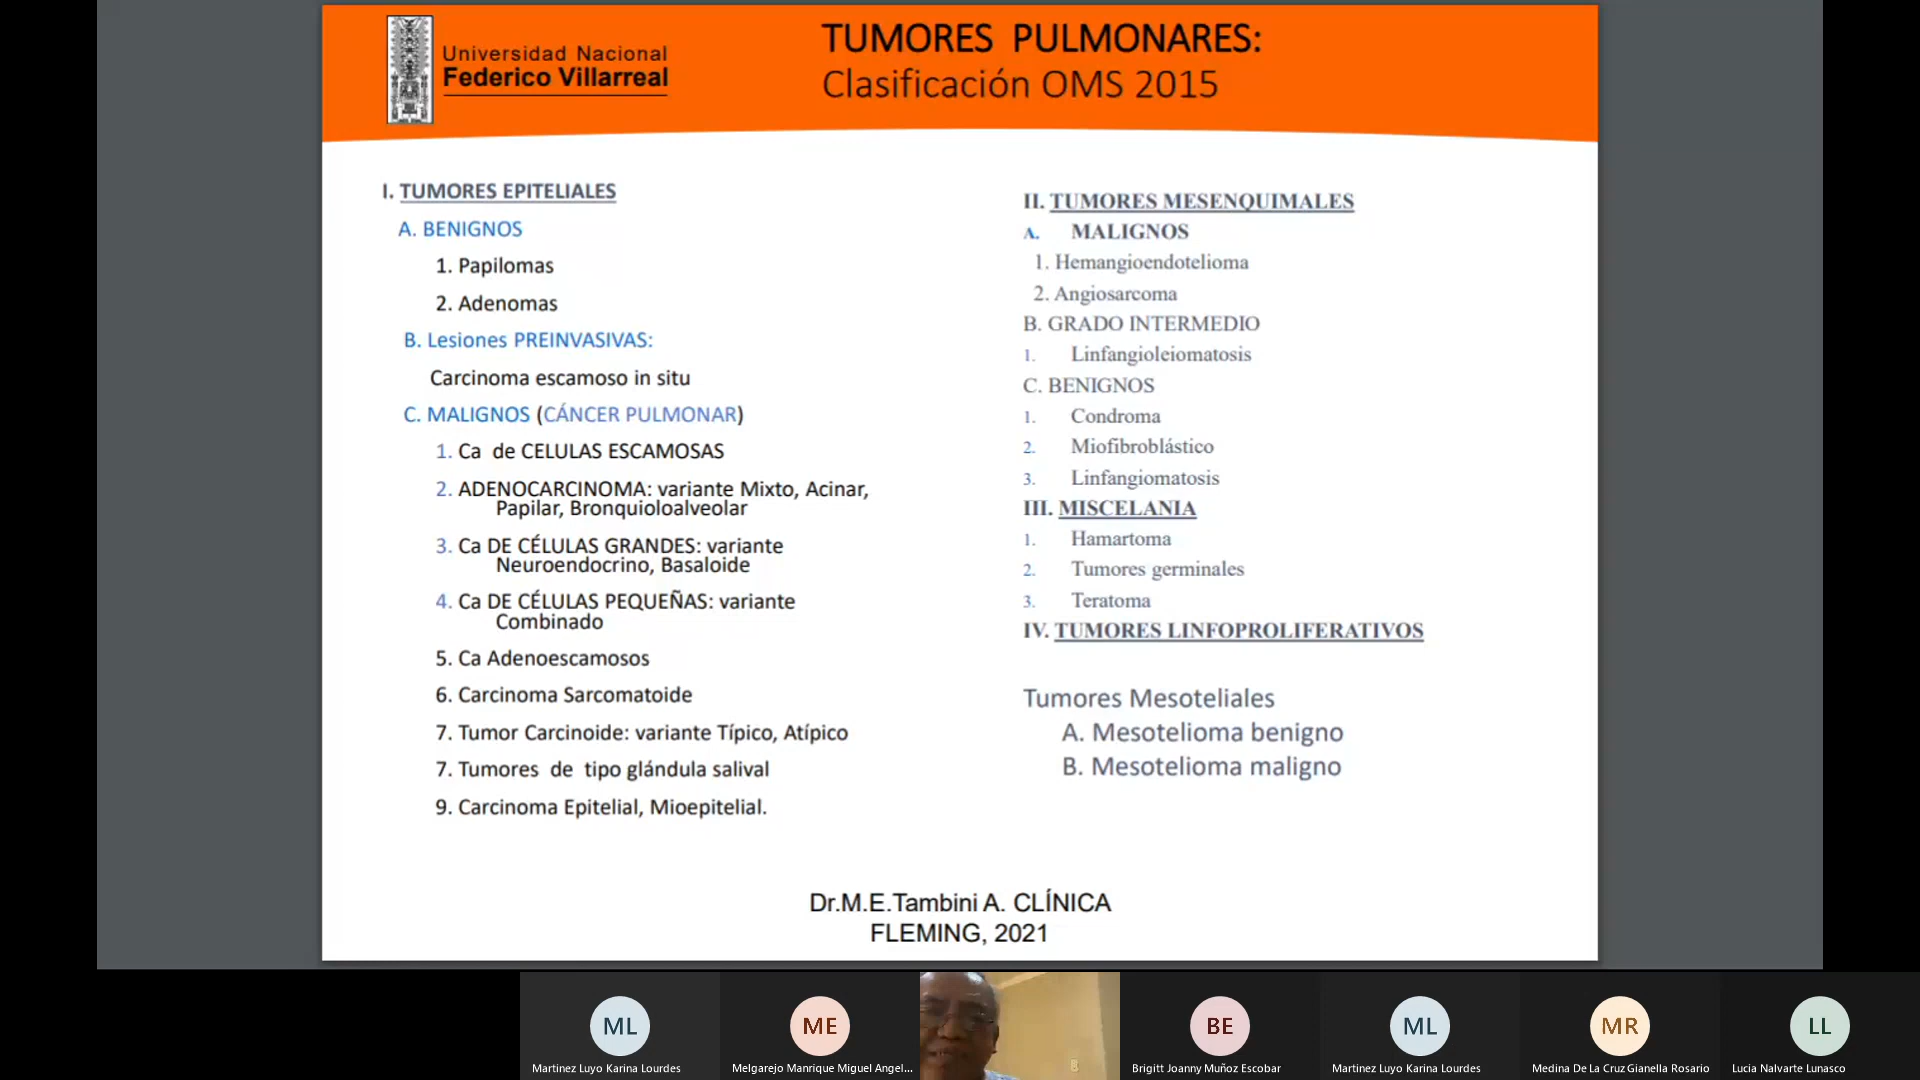 Universidad Nacional
Federico Villarreal
TUMORES PULMONARES:
Clasificación OMS 2015
I. TUMORES EPITELIALES
A. BENIGNOS
1. Papilomas
2. Adenomas
B. Lesiones PREINVASIVAS:
Carcinoma escamoso in situ
C. MALIGNOS (CÁNCER PULMONAR)
1. Ca de CELULAS ESCAMOSAS
2. ADENOCARCINOMA: variante Mixto, Acinar,
Papilar, Bronquioloalveolar
3. Ca DE CÉLULAS GRANDES: variante
Neuroendocrino, Basaloide
4. Ca DE CÉLULAS PEQUEÑAS: variante
Combinado
5. Ca Adenoescamosos
6. Carcinoma Sarcomatoide
7. Tumor Carcinoide: variante Típico, Atípico
7. Tumores de tipo glándula salival
9. Carcinoma Epitelial, Mioepitelial.
II. TUMORES MESENQUIMALES
A. MALIGNOS
1. Hemangioendotelioma
2. Angiosarcoma
B. GRADO INTERMEDIO
1. Linfangioleiomatosis
C. BENIGNOS
1. Condroma
2. Miofibroblástico
3. Linfangiomatosis
III. MISCELANIA
1. Hamartoma
2. Tumores germinales
3. Teratoma
IV. TUMORES LINFOPROLIFERATIVOS
Tumores Mesoteliales
A. Mesotelioma benigno
B. Mesotelioma maligno
Dr.M.E.Tambini A. CLÍNICA
FLEMING, 2021
ML
Martinez Luyo Karina Lourdes
ME
Melgarejo Manrique Miguel Angel...
BE
Brigitt Joanny Muñoz Escobar
ML
Martinez Luyo Karina Lourdes
MR
Medina De La Cruz Gianella Rosario
LL
Lucia Nalvarte Lunasco